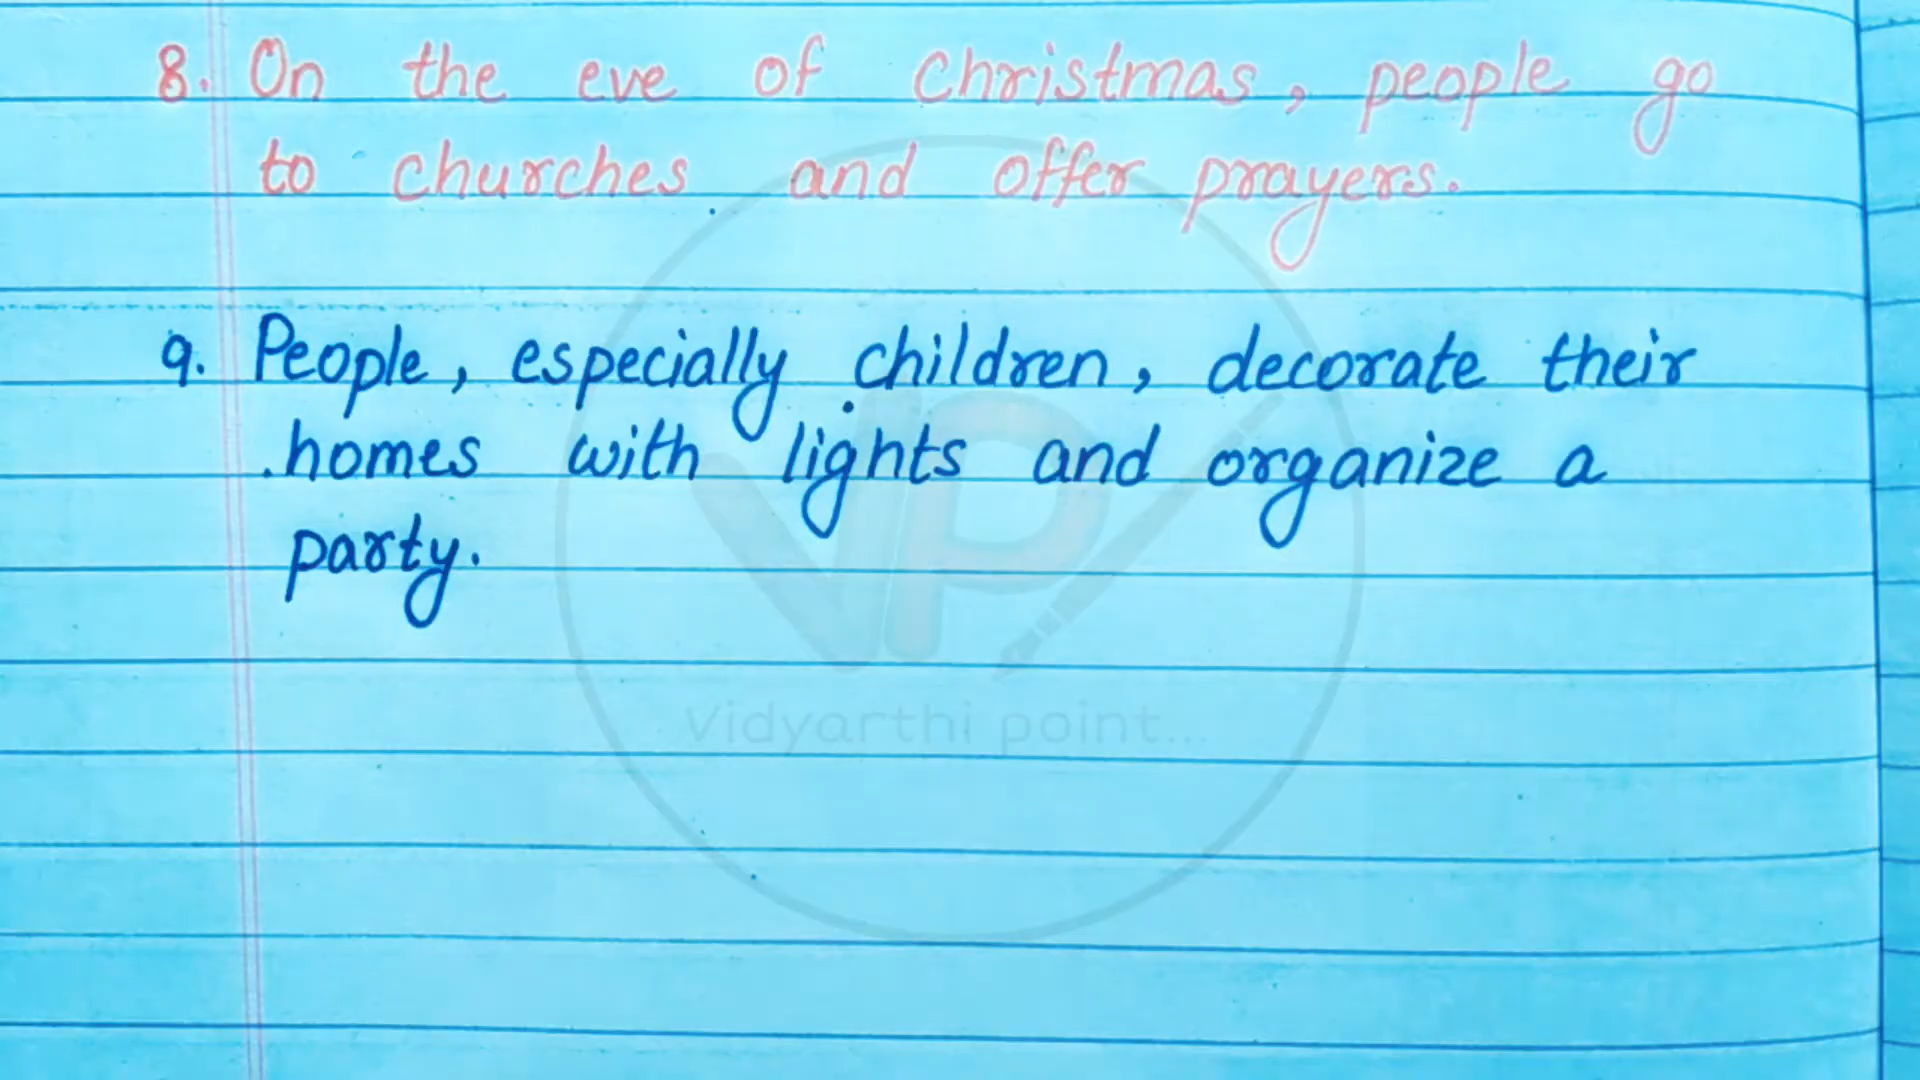 8. On the eve of Christmas, people go
to churches and offer prayers.
9. People, especially children, decorate their
homes with lights and organize a
party.
VP
Vidyarthi point...